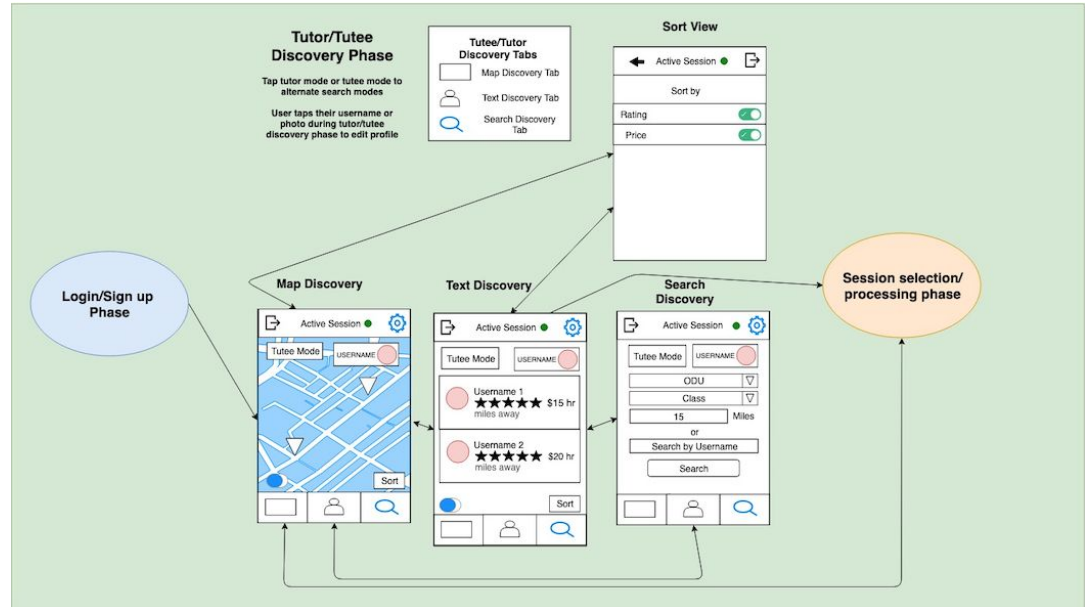 Tutor/Tutee
Discovery Phase
Tap tutor mode or tutee mode to
alternate search modes
User taps their username or
photo during tutor/tutee
discovery phase to edit profile
Tutee/Tutor
Discovery Tabs
Map Discovery Tab
Text Discovery Tab
Search Discovery
Tab
Sort View
Active Session
Sort by
Rating
Price
Login/Sign up
Phase
Session selection/
processing phase
Map Discovery
Active Session
Tutee Mode
USERNAME
Sort
Text Discovery
Active Session
Tutee Mode
USERNAME
Username 1
$15 hr
miles away
Username 2
$20 hr
miles away
Sort
Search
Discovery
Active Session
Tutee Mode
USERNAME
ODU
Class
15 Miles
or
Search by Username
Search